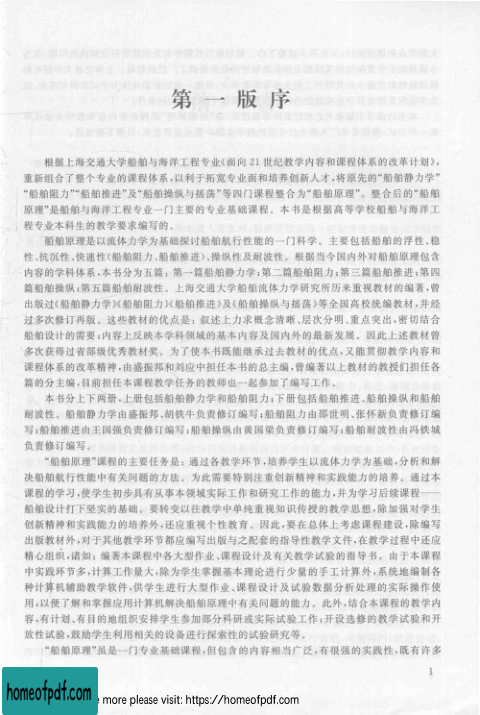 第一版序
根据上海交通大学船舶与海洋工程专业《面向 21 世纪教学内容和课程体系的改革计划》,
重新组合了整个专业的课程体系,以利于拓宽专业面和培养创新人才,将原先的“船舶静力学”
“船舶阻力”“船舶推进”及“船舶操纵与摇荡”等四门课程整合为“船舶原理”。整合后的“船舶
原理”是船舶与海洋工程专业一门主要的专业基础课程。本书是根据高等学校船舶与海洋工
程专业本科生的教学要求编写的。
船舶原理是以流体力学为基础探讨船舶航行性能的一门科学。主要包括船舶的浮性、稳
性、抗沉性、快速性(船舶阻力、船舶推进)、操纵性及耐波性。根据当今国内外对船舶原理包含
内容的学科体系,本书分为五篇:第一篇船舶静力学;第二篇船舶阻力;第三篇船舶推进;第四
篇船舶操纵;第五篇船舶耐波性。上海交通大学船舶流体力学研究所历来重视教材的编著,曾
出版过《船舶静力学》《船舶阻力》《船舶推进》及《船舶操纵与摇荡》等全国高校统编教材,并经
过多次修订再版。这些教材的优点是:叙述上力求概念清晰、层次分明、重点突出,密切结合
船舶设计的需要;内容上反映本学科领域的基本内容及国内外的最新发展。因此上述教材曾
多次获得过省部级优秀教材奖。为了使本书既能继承过去教材的优点,又能贯彻教学内容和
课程体系的改革精神,由盛振邦和刘应中担任本书的总主编,曾编著以上教材的教授们担任各
篇的分主编,目前担任本课程教学任务的教师也一起参加了编写工作。
本书分上下两册,上册包括船舶静力学和船舶阻力;下册包括船舶推进、船舶操纵和船舶
耐波性。船舶静力学由盛振邦、胡铁牛负责修订编写;船舶阻力由邵世明、张怀新负责修订编
写;船舶推进由王国强负责修订编写;船舶操纵由黄国梁负责修订编写;船舶耐波性由冯铁城
负责修订编写。
“船舶原理”课程的主要任务是:通过各教学环节,培养学生以流体力学为基础,分析和解
决船舶航行性能中有关问题的方法。为此需要特别注重创新精神和实践能力的培养。通过本
课程的学习,使学生初步具有从事本领域实际工作和研究工作的能力,并为学习后续课程——
船舶设计打下坚实的基础。要转变以往教学中单纯重视知识传授的教学思想,除加强对学生
创新精神和实践能力的培养外,还应重视个性教育。因此,要在总体上考虑课程建设,除编写
出版教材外,对于其他教学环节都应编写出版与之配套的指导性教学文件,在教学过程中还应
精心组织,诸如:编著本课程中各大型作业、课程设计及有关教学试验的指导书。由于本课程
中实践环节多,计算工作量大,除为学生掌握基本理论进行少量的手工计算外,系统地编制各
种计算机辅助教学软件,供学生进行大型作业、课程设计及试验数据分析处理的实际操作使
用,以便了解和掌握应用计算机解决船舶原理中有关问题的能力。此外,结合本课程的教学内
容,有计划、有目的地组织安排学生参加部分科研或实际试验工作;开设选修的教学试验和开
放性试验,鼓励学生利用相关的设备进行探索性的试验研究等。
“船舶原理”虽是一门专业基础课程,但包含的内容相当广泛,有很强的实践性,既有许多
1
homeofpdf.com
e more please visit: https://homeofpdf.com